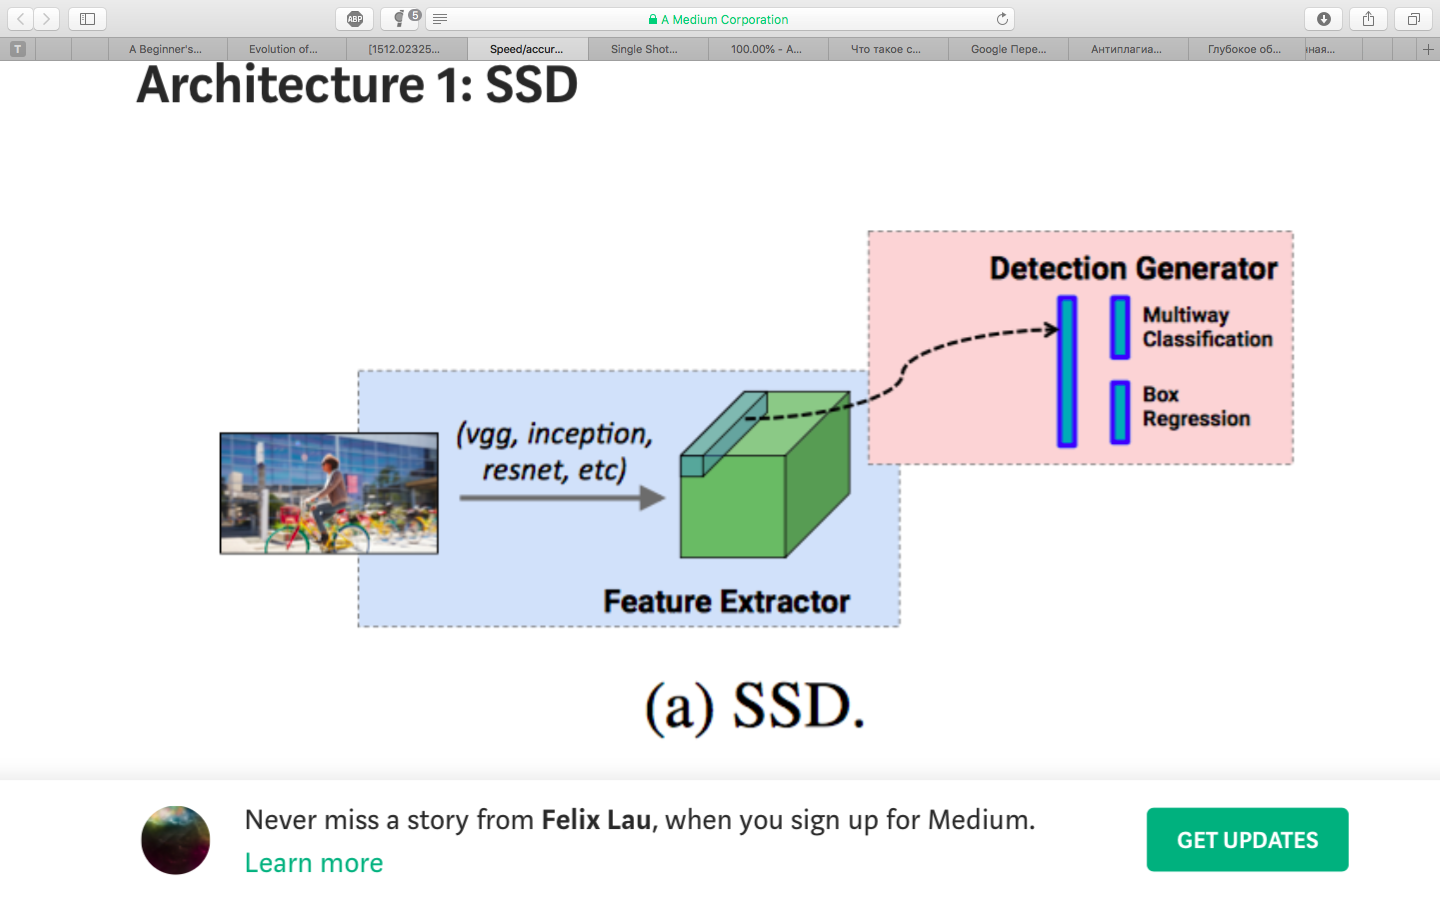 ABP
5
A Medium Corporation
T
A Beginner's...
Evolution of...
[1512.02325...
Speed/accur...
Single Shot...
100.00% - A...
Что такое с...
Google Пере...
Антиплагиа...
Глубокое об...
ная...
Architecture 1: SSD
Detection Generator
Multiway
Classification
Box
Regression
(vgg, inception,
resnet, etc)
Feature Extractor
(a) SSD.
Never miss a story from Felix Lau, when you sign up for Medium.
Learn more
GET UPDATES